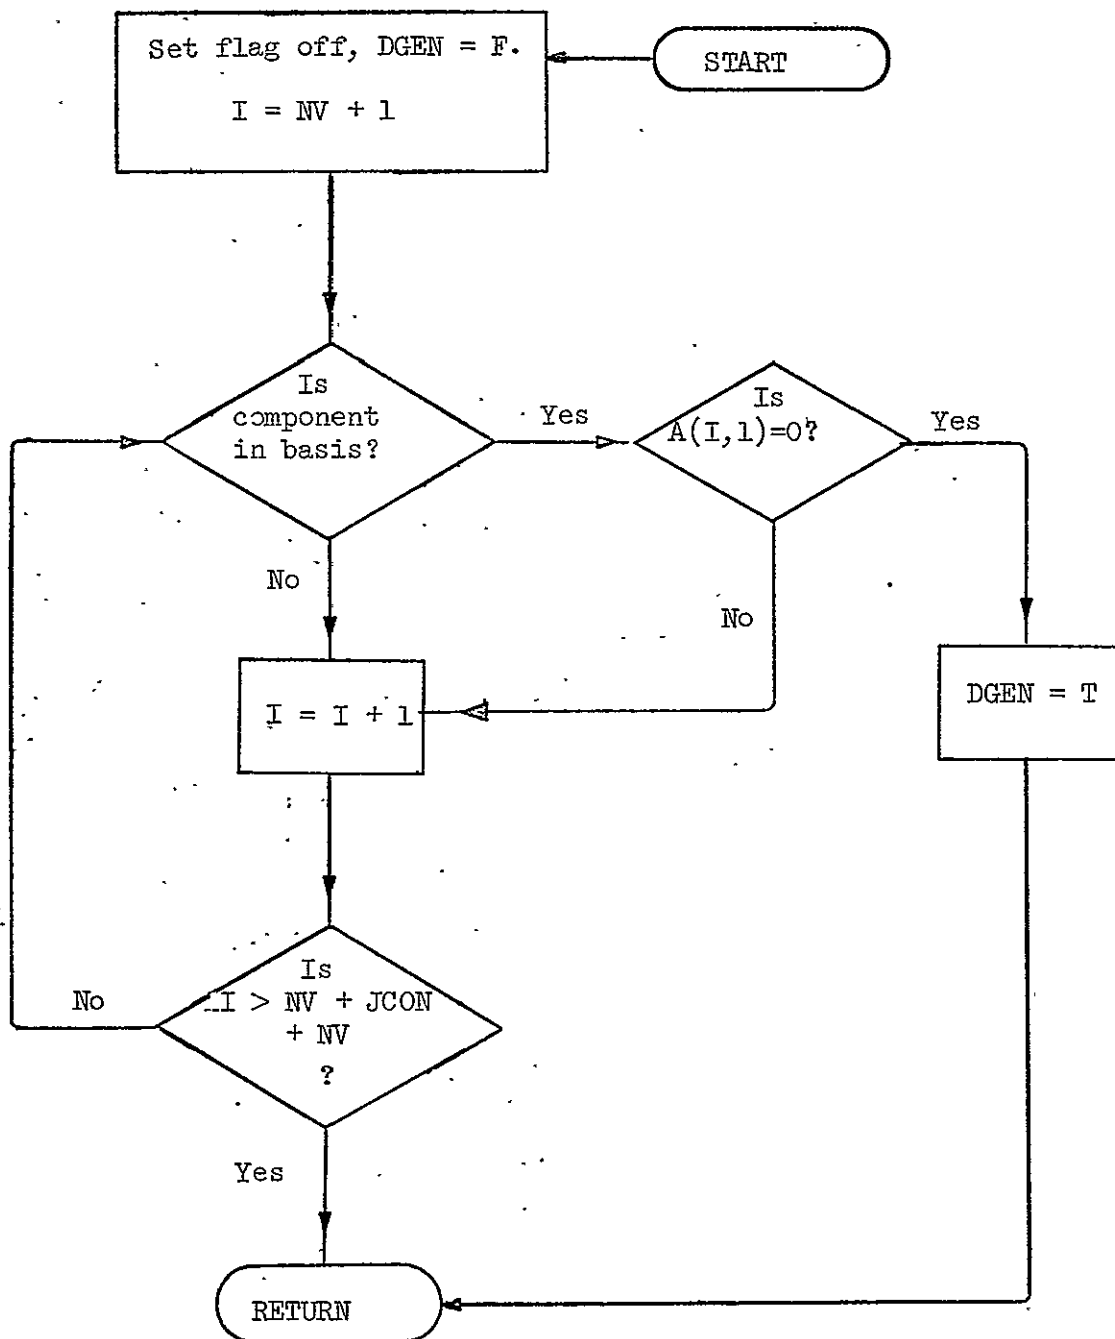 Set flag off, DGEN = F.
I = NV + 1
START
Is
component
in basis?
Yes
Is
A(I,1)=0?
Yes
No
No
I = I + 1
DGEN = T
Is
I > NV + JCON
+ NV
?
No
Yes
RETURN